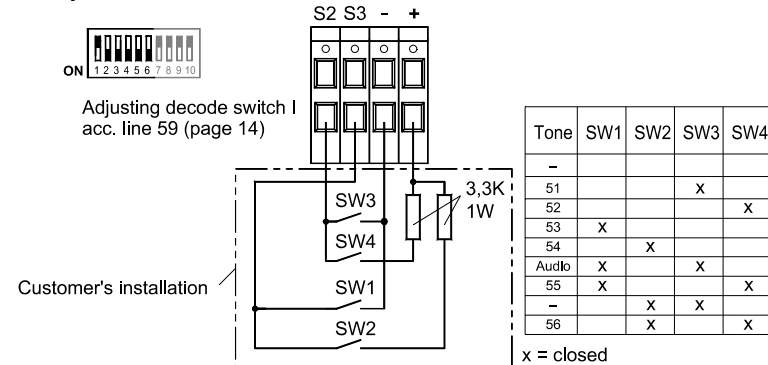 S2 S3 - +
ON 1 2 3 4 5 6 7 8 9 10
Adjusting decode switch I
acc. line 59 (page 14)
3,3K
1W
SW3
SW4
SW1
SW2
Customer's installation
Tone SW1 SW2 SW3 SW4
–
51 X
52 X
53 X
54 X
Audio X X
55 X X
– X X
56 X X
x = closed